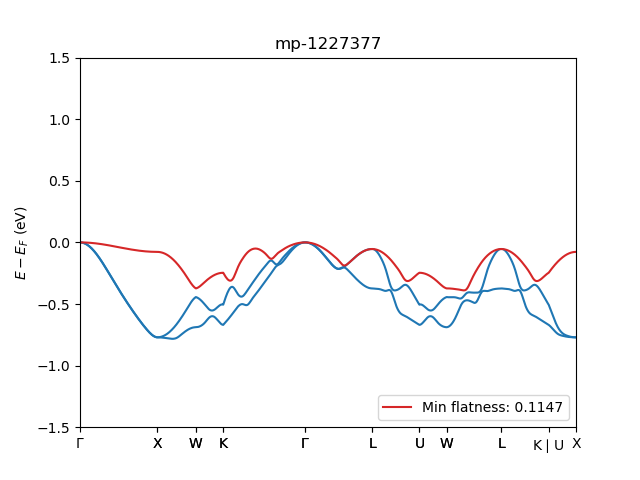 mp-1227377
1.5
1.0
0.5
0.0
−0.5
−1.0
−1.5
E − E_F (eV)
Γ X W K Γ L U W L K | U X
Min flatness: 0.1147